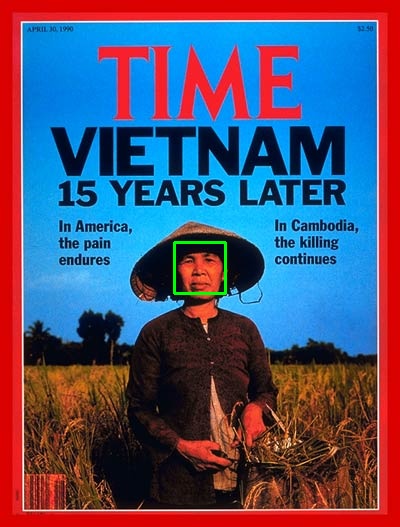 APRIL 30, 1990
$2.50
TIME
VIETNAM
15 YEARS LATER
In America,
the pain
endures
In Cambodia,
the killing
continues